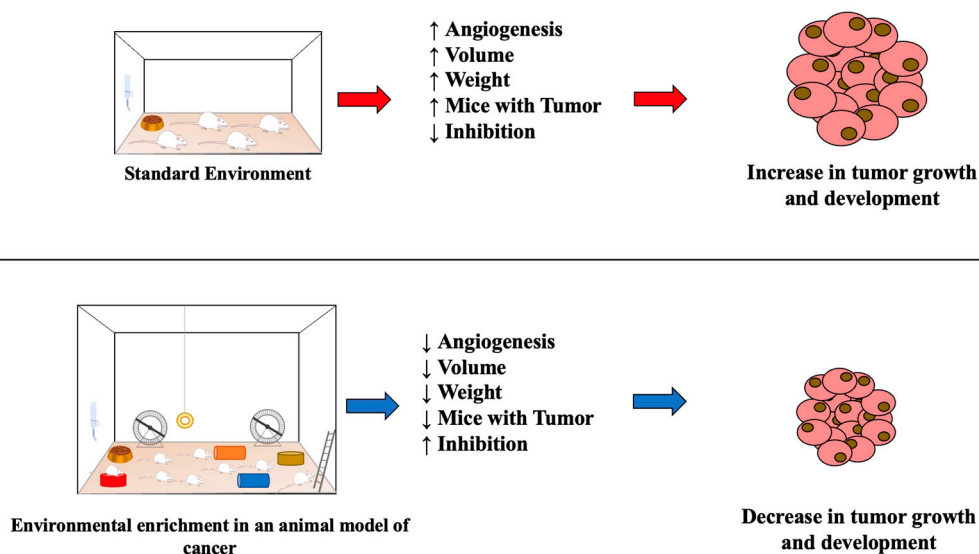 ↑ Angiogenesis
↑ Volume
↑ Weight
↑ Mice with Tumor
↓ Inhibition
Standard Environment
Increase in tumor growth
and development
↓ Angiogenesis
↓ Volume
↓ Weight
↓ Mice with Tumor
↑ Inhibition
Environmental enrichment in an animal model of
cancer
Decrease in tumor growth
and development